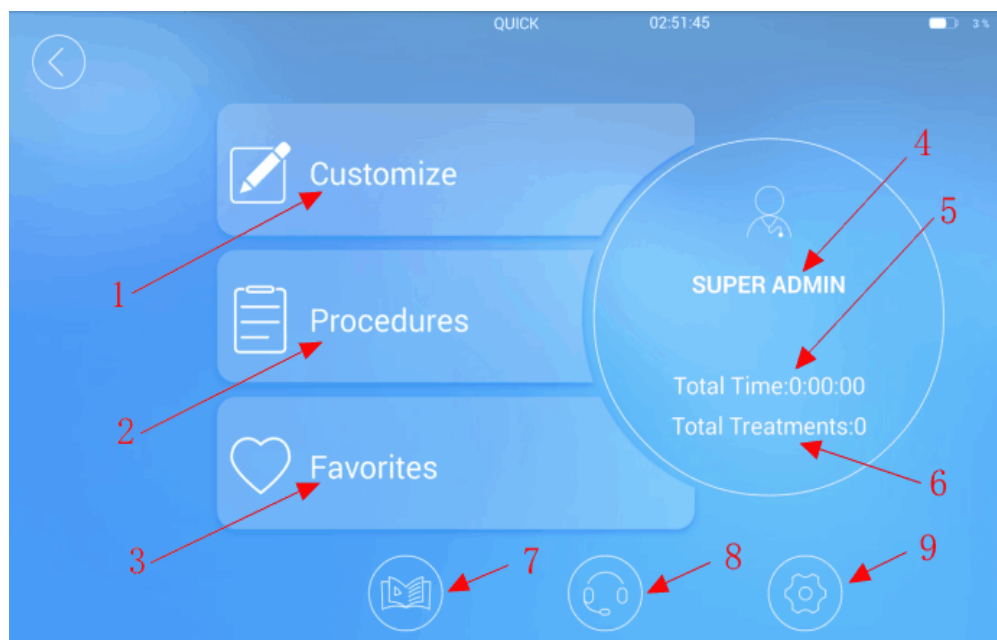 QUICK 02:51:45 3%
Customize
Procedures
Favorites
SUPER ADMIN
Total Time:0:00:00
Total Treatments:0
1
2
3
4
5
6
7
8
9